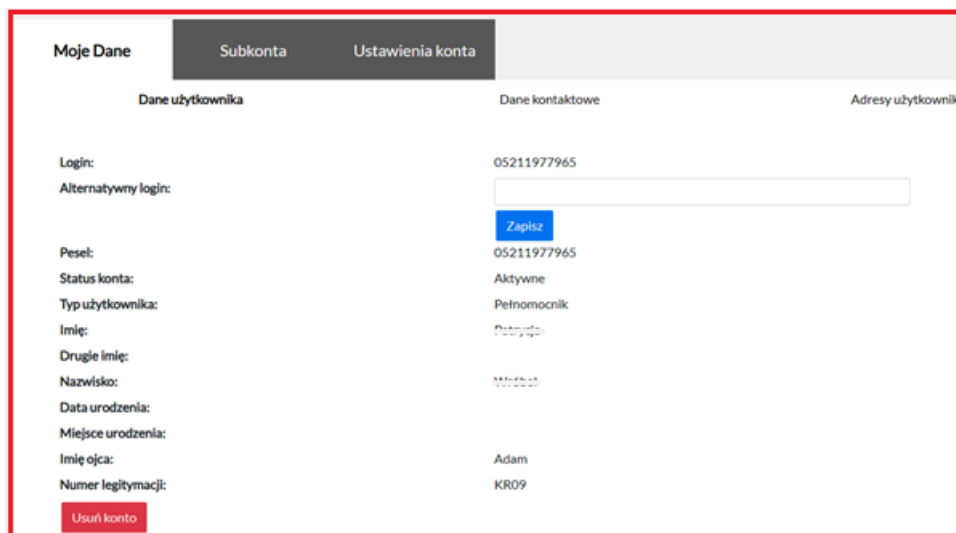 Moje Dane Subkonta Ustawienia konta
Dane użytkownika Dane kontaktowe Adresy użytkownik
Login: 05211977965
Alternatywny login:
Zapisz
Pesel: 05211977965
Status konta: Aktywne
Typ użytkownika: Pełnomocnik
Imię:
Drugie imię:
Nazwisko:
Data urodzenia:
Miejsce urodzenia:
Imię ojca: Adam
Numer legitymacji: KR09
Usuń konto